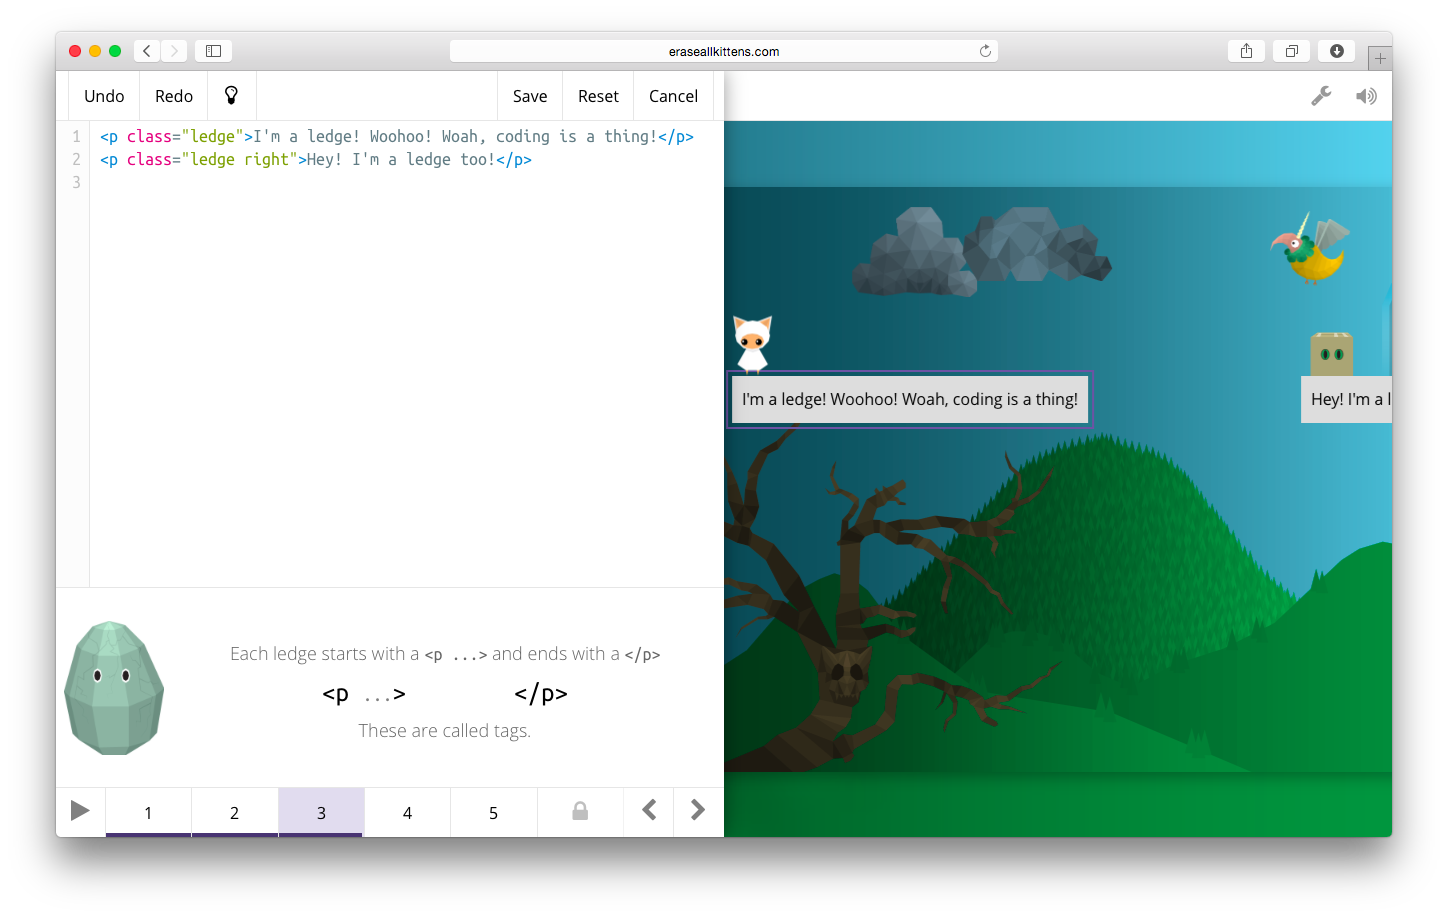 eraseallkittens.com
Undo Redo Save Reset Cancel
1 <p class="ledge">I'm a ledge! Woohoo! Woah, coding is a thing!</p>
2 <p class="ledge right">Hey! I'm a ledge too!</p>
3
I'm a ledge! Woohoo! Woah, coding is a thing!
Hey! I'm a l
Each ledge starts with a <p ...> and ends with a </p>
<p ...> </p>
These are called tags.
1 2 3 4 5